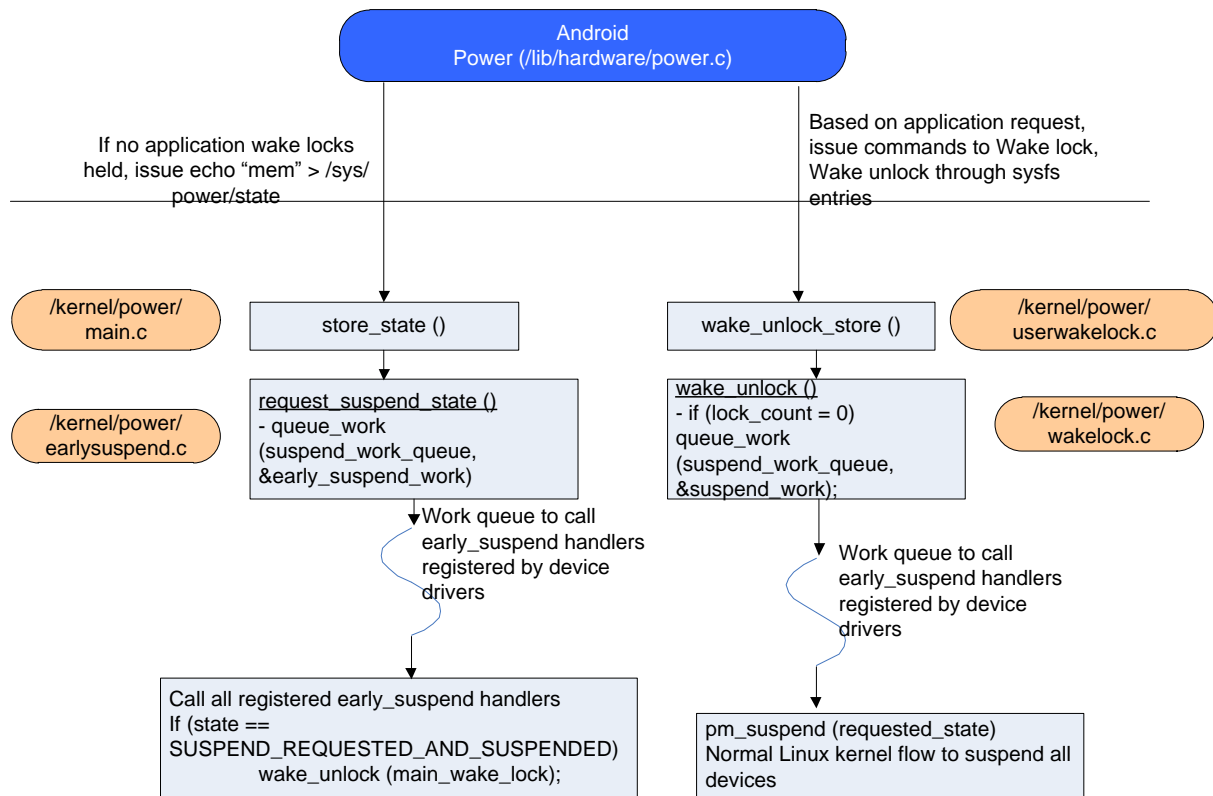 Android
Power (/lib/hardware/power.c)
If no application wake locks
held, issue echo “mem” > /sys/
power/state
Based on application request,
issue commands to Wake lock,
Wake unlock through sysfs
entries
/kernel/power/
main.c
store_state ()
wake_unlock_store ()
/kernel/power/
userwakelock.c
/kernel/power/
earlysuspend.c
request_suspend_state ()
- queue_work
(suspend_work_queue,
&early_suspend_work)
wake_unlock ()
- if (lock_count = 0)
queue_work
(suspend_work_queue,
&suspend_work);
/kernel/power/
wakelock.c
Work queue to call
early_suspend handlers
registered by device
drivers
Work queue to call
early_suspend handlers
registered by device
drivers
Call all registered early_suspend handlers
If (state ==
SUSPEND_REQUESTED_AND_SUSPENDED)
wake_unlock (main_wake_lock);
pm_suspend (requested_state)
Normal Linux kernel flow to suspend all
devices